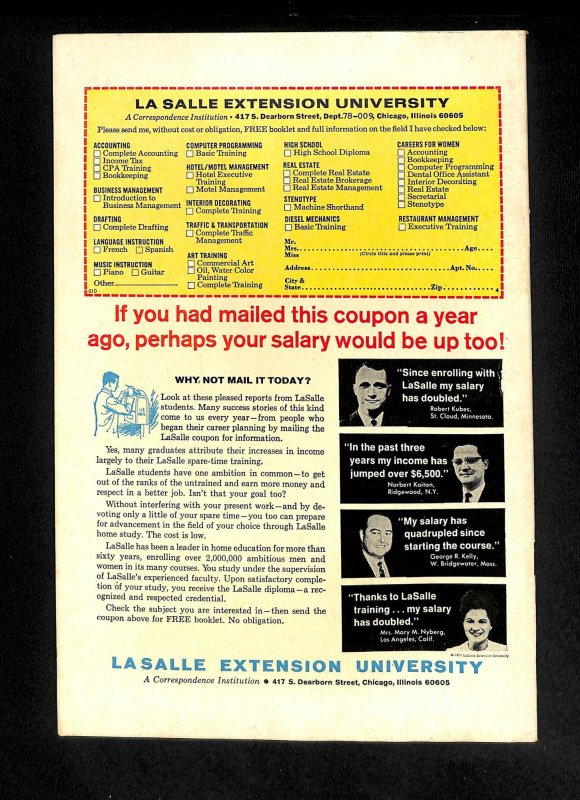 LA SALLE EXTENSION UNIVERSITY
A Correspondence Institution • 417 S. Dearborn Street, Dept. 78-009, Chicago, Illinois 60605
Please send me, without cost or obligation, FREE booklet and full information on the field I have checked below:
ACCOUNTING
Complete Accounting
Income Tax
CPA Training
Bookkeeping
BUSINESS MANAGEMENT
Introduction to
Business Management
DRAFTING
Complete Drafting
LANGUAGE INSTRUCTION
French Spanish
MUSIC INSTRUCTION
Piano Guitar
Other
010
COMPUTER PROGRAMMING
Basic Training
HOTEL/MOTEL MANAGEMENT
Hotel Executive
Training
Motel Management
INTERIOR DECORATING
Complete Training
TRAFFIC & TRANSPORTATION
Complete Traffic
Management
ART TRAINING
Commercial Art
Oil, Water Color
Painting
Complete Training
HIGH SCHOOL
High School Diploma
REAL ESTATE
Complete Real Estate
Real Estate Brokerage
Real Estate Management
STENOTYPE
Machine Shorthand
DIESEL MECHANICS
Basic Training
CAREERS FOR WOMEN
Accounting
Bookkeeping
Computer Programming
Dental Office Assistant
Interior Decorating
Real Estate
Secretarial
Stenotype
RESTAURANT MANAGEMENT
Executive Training
Mr.
Mrs. Age
Miss (Circle title and please print)
Address Apt. No.
City &
State Zip
If you had mailed this coupon a year
ago, perhaps your salary would be up too!
U.S.
MAIL
WHY NOT MAIL IT TODAY?
Look at these pleased reports from LaSalle
students. Many success stories of this kind
come to us every year—from people who
began their career planning by mailing the
LaSalle coupon for information.
Yes, many graduates attribute their increases in income
largely to their LaSalle spare-time training.
LaSalle students have one ambition in common—to get
out of the ranks of the untrained and earn more money and
respect in a better job. Isn't that your goal too?
Without interfering with your present work—and by de-
voting only a little of your spare time—you too can prepare
for advancement in the field of your choice through LaSalle
home study. The cost is low.
LaSalle has been a leader in home education for more than
sixty years, enrolling over 2,000,000 ambitious men and
women in its many courses. You study under the supervision
of LaSalle's experienced faculty. Upon satisfactory comple-
tion of your study, you receive the LaSalle diploma—a rec-
ognized and respected credential.
Check the subject you are interested in—then send the
coupon above for FREE booklet. No obligation.
"Since enrolling with
LaSalle my salary
has doubled."
Robert Kubec,
St. Cloud, Minnesota.
"In the past three
years my income has
jumped over $6,500."
Norbert Kaitan,
Ridgewood, N.Y.
"My salary has
quadrupled since
starting the course."
George R. Kelly,
W. Bridgewater, Mass.
"Thanks to LaSalle
training . . . my salary
has doubled."
Mrs. Mary M. Nyberg,
Los Angeles, Calif.
LaSalle Extension University
LA SALLE EXTENSION UNIVERSITY
A Correspondence Institution • 417 S. Dearborn Street, Chicago, Illinois 60605